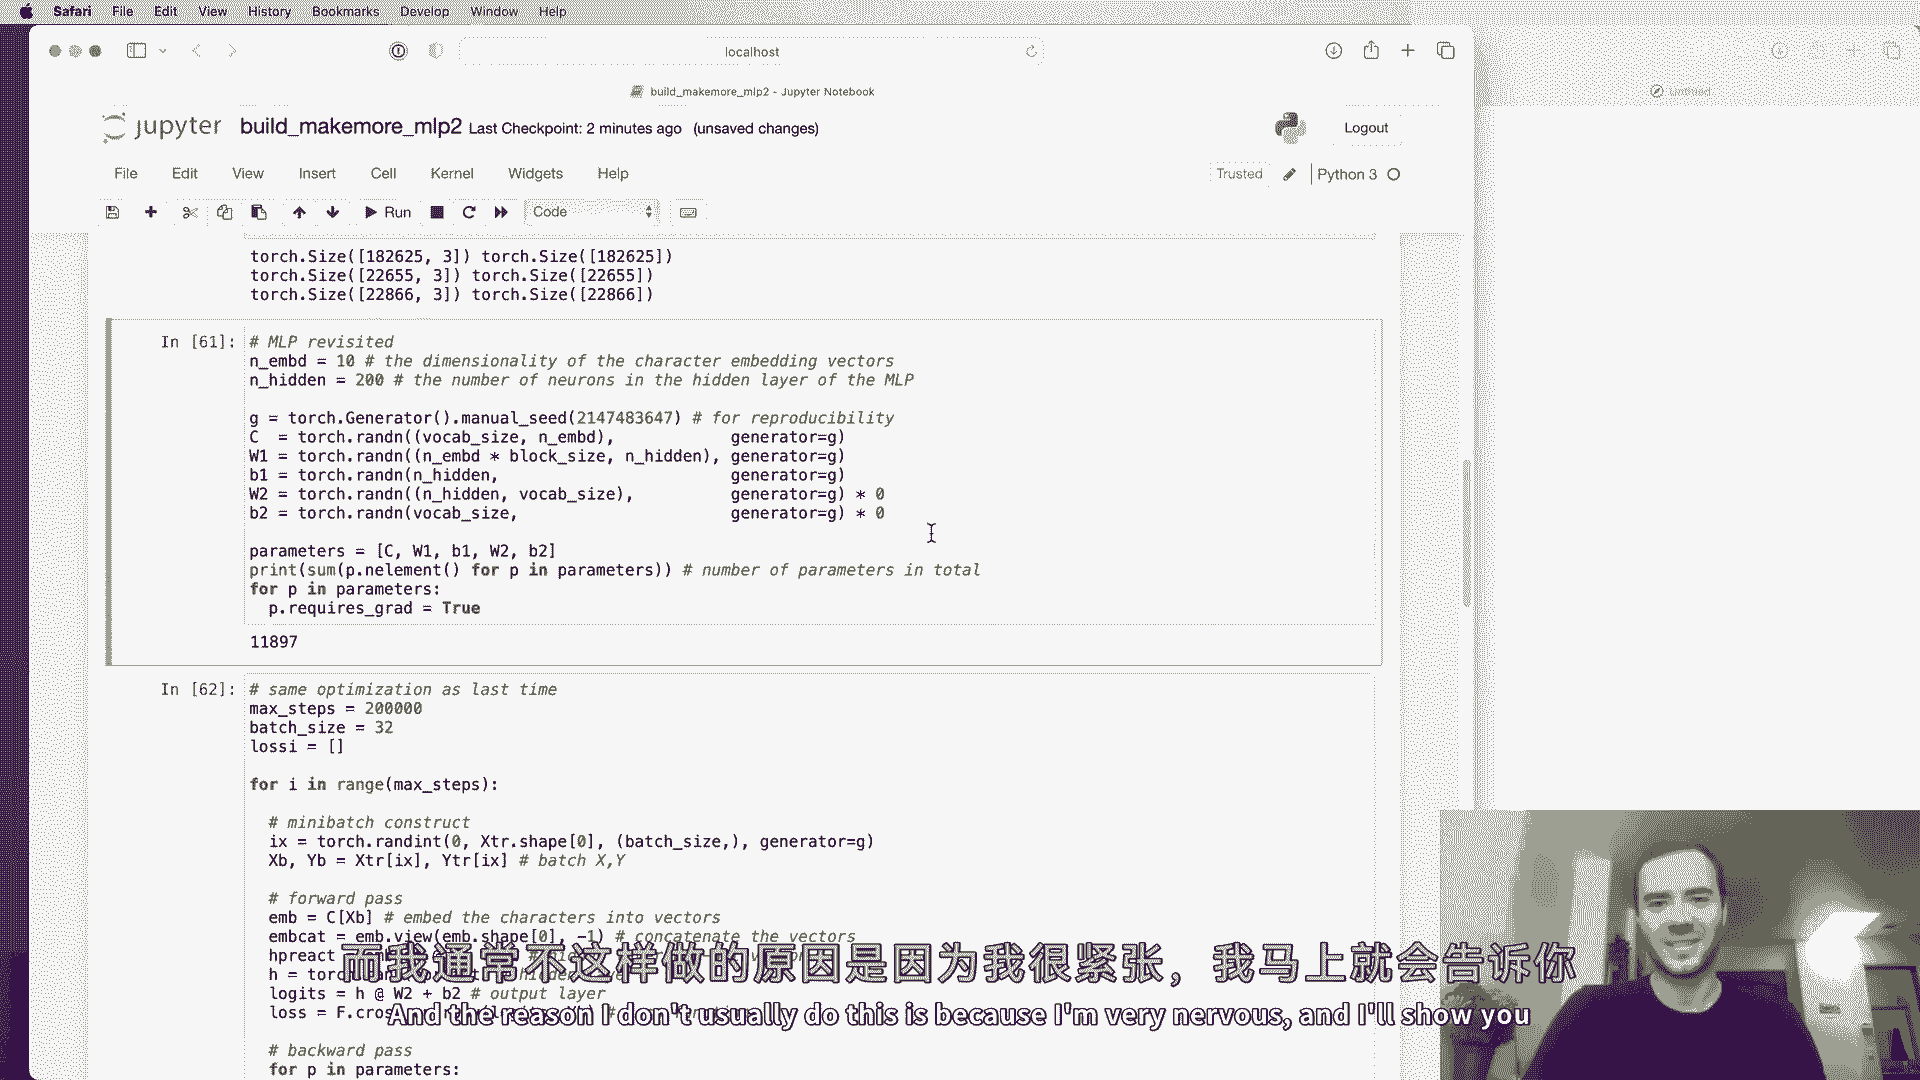 Safari File Edit View History Bookmarks Develop Window Help
localhost
build_makemore_mlp2 - Jupyter Notebook
Untitled
jupyter build_makemore_mlp2 Last Checkpoint: 2 minutes ago (unsaved changes)
Logout
File Edit View Insert Cell Kernel Widgets Help
Trusted Python 3
Run Code
torch.Size([182625, 3]) torch.Size([182625])
torch.Size([22655, 3]) torch.Size([22655])
torch.Size([22866, 3]) torch.Size([22866])
In [61]: # MLP revisited
n_embd = 10 # the dimensionality of the character embedding vectors
n_hidden = 200 # the number of neurons in the hidden layer of the MLP
g = torch.Generator().manual_seed(2147483647) # for reproducibility
C = torch.randn((vocab_size, n_embd), generator=g)
W1 = torch.randn((n_embd * block_size, n_hidden), generator=g)
b1 = torch.randn(n_hidden, generator=g)
W2 = torch.randn((n_hidden, vocab_size), generator=g) * 0
b2 = torch.randn(vocab_size, generator=g) * 0
parameters = [C, W1, b1, W2, b2]
print(sum(p.nelement() for p in parameters)) # number of parameters in total
for p in parameters:
p.requires_grad = True
11897
In [62]: # same optimization as last time
max_steps = 200000
batch_size = 32
lossi = []
for i in range(max_steps):
# minibatch construct
ix = torch.randint(0, Xtr.shape[0], (batch_size,), generator=g)
Xb, Yb = Xtr[ix], Ytr[ix] # batch X,Y
# forward pass
emb = C[Xb] # embed the characters into vectors
embcat = emb.view(emb.shape[0], -1) # concatenate the vectors
hpreact
h = torch
logits = h @ W2 + b2 # output layer
loss = F.cros
# backward pass
for p in parameters:
而我通常不这样做的原因是因为我很紧张，我马上就会告诉你
And the reason I don't usually do this is because I'm very nervous, and I'll show you